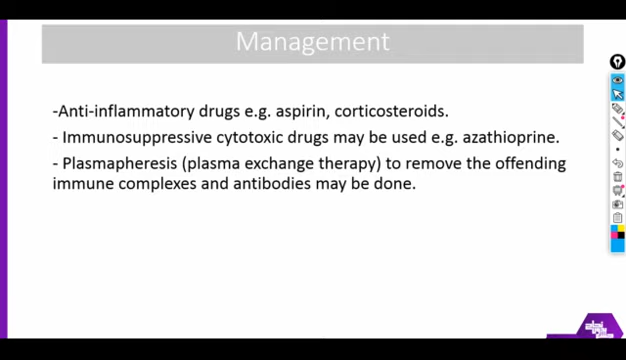 Management
-Anti-inflammatory drugs e.g. aspirin, corticosteroids.
- Immunosuppressive cytotoxic drugs may be used e.g. azathioprine.
- Plasmapheresis (plasma exchange therapy) to remove the offending
immune complexes and antibodies may be done.